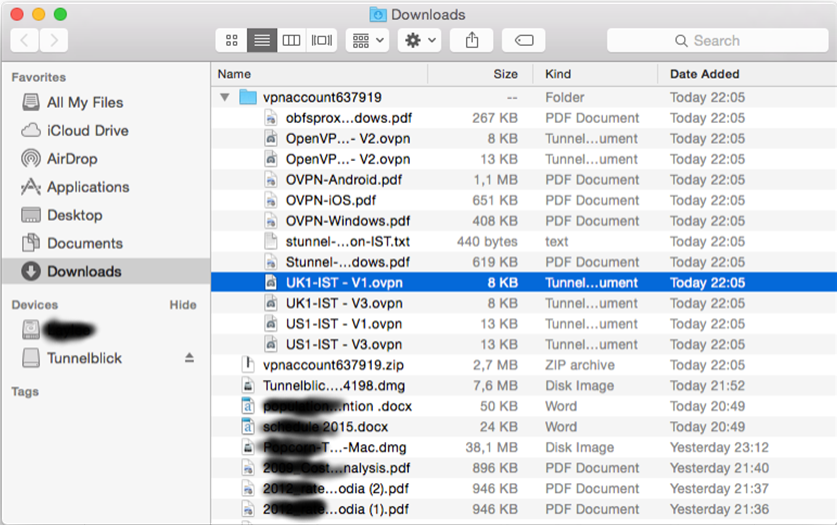 Downloads
Search
Favorites
All My Files
iCloud Drive
AirDrop
Applications
Desktop
Documents
Downloads
Devices
Hide
Tunnelblick
Tags
Name Size Kind Date Added
vpnaccount637919 -- Folder Today 22:05
obfsprox...dows.pdf 267 KB PDF Document Today 22:05
OpenVP...- V2.ovpn 8 KB Tunnel...ument Today 22:05
OpenVP...- V2.ovpn 13 KB Tunnel...ument Today 22:05
OVPN-Android.pdf 1,1 MB PDF Document Today 22:05
OVPN-iOS.pdf 651 KB PDF Document Today 22:05
OVPN-Windows.pdf 408 KB PDF Document Today 22:05
stunnel-...on-IST.txt 440 bytes text Today 22:05
Stunnel-...dows.pdf 619 KB PDF Document Today 22:05
UK1-IST - V1.ovpn 8 KB Tunnel...ument Today 22:05
UK1-IST - V3.ovpn 8 KB Tunnel...ument Today 22:05
US1-IST - V1.ovpn 13 KB Tunnel...ument Today 22:05
US1-IST - V3.ovpn 13 KB Tunnel...ument Today 22:05
vpnaccount637919.zip 2,7 MB ZIP archive Today 22:05
Tunnelblic....4198.dmg 7,6 MB Disk Image Today 21:52
...ntion .docx 50 KB Word Today 20:49
schedule 2015.docx 24 KB Word Today 20:49
Popcorn-T...-Mac.dmg 38,1 MB Disk Image Yesterday 23:12
...nalysis.pdf 896 KB PDF Document Yesterday 21:40
...odia (2).pdf 946 KB PDF Document Yesterday 21:37
...odia (1).pdf 946 KB PDF Document Yesterday 21:36